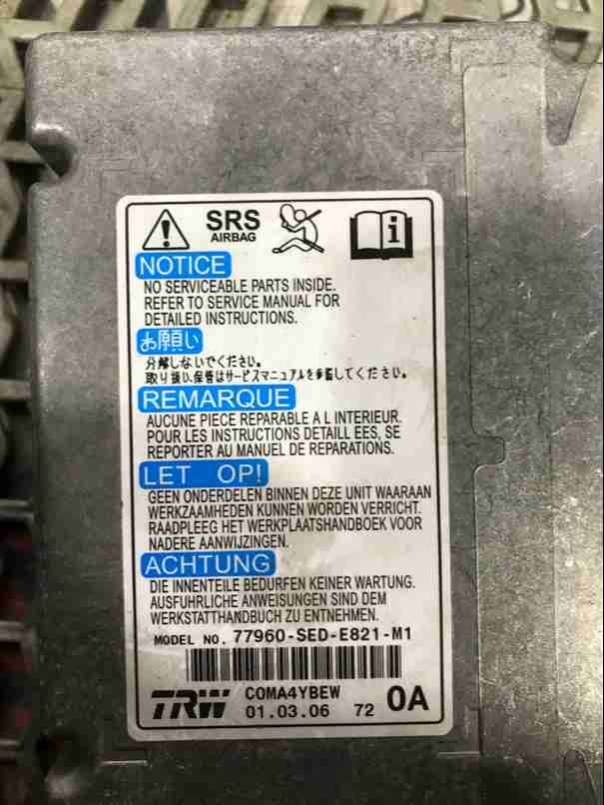 SRS
AIRBAG
NOTICE
NO SERVICEABLE PARTS INSIDE.
REFER TO SERVICE MANUAL FOR
DETAILED INSTRUCTIONS.
お願い
分解しないでください。
取り扱い、保管はサービスマニュアルを参照してください。
REMARQUE
AUCUNE PIECE REPARABLE A L INTERIEUR.
POUR LES INSTRUCTIONS DETAILL EES, SE
REPORTER AU MANUEL DE REPARATIONS.
LET OP!
GEEN ONDERDELEN BINNEN DEZE UNIT WAARAAN
WERKZAAMHEDEN KUNNEN WORDEN VERRICHT.
RAADPLEEG HET WERKPLAATSHANDBOEK VOOR
NADERE AANWIJZINGEN.
ACHTUNG
DIE INNENTEILE BEDURFEN KEINER WARTUNG.
AUSFUHRLICHE ANWEISUNGEN SIND DEM
WERKSTATTHANDBUCH ZU ENTNEHMEN.
MODEL NO. 77960-SED-E821-M1
TRW COMA4YBEW 0A
01.03.06 72